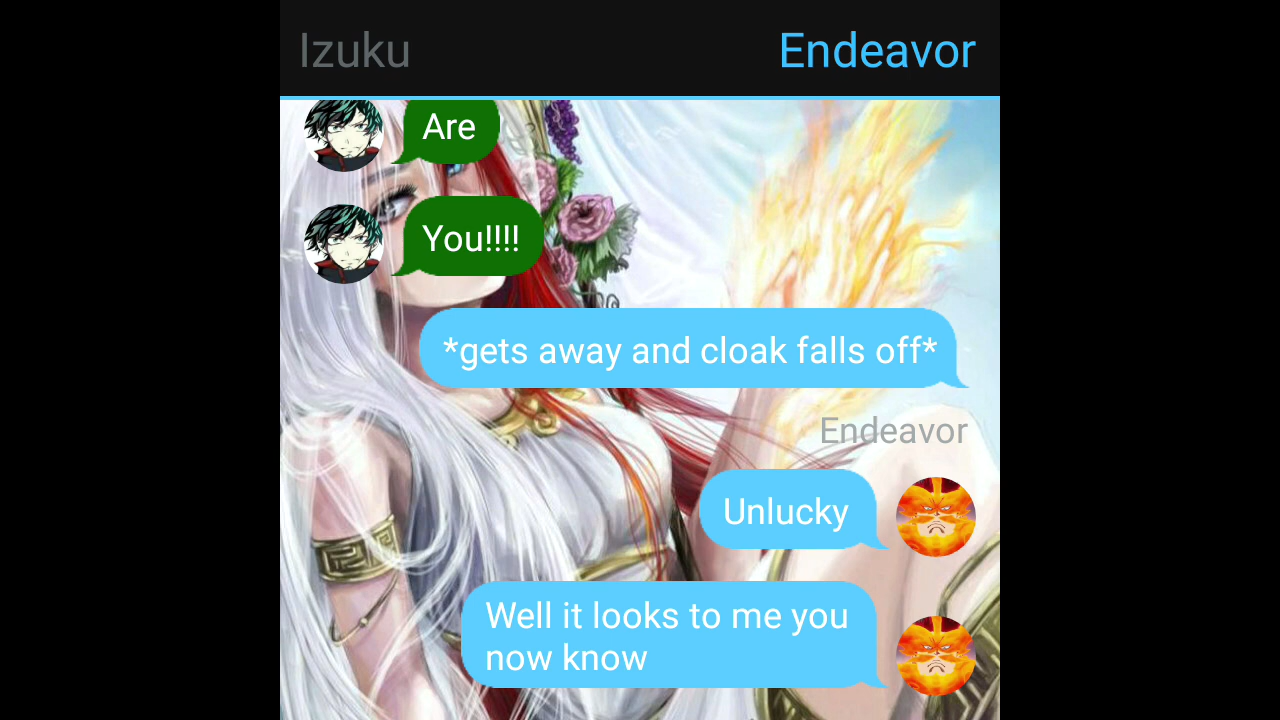 Izuku
Endeavor
Are
You!!!!
*gets away and cloak falls off*
Endeavor
Unlucky
Well it looks to me you
now know